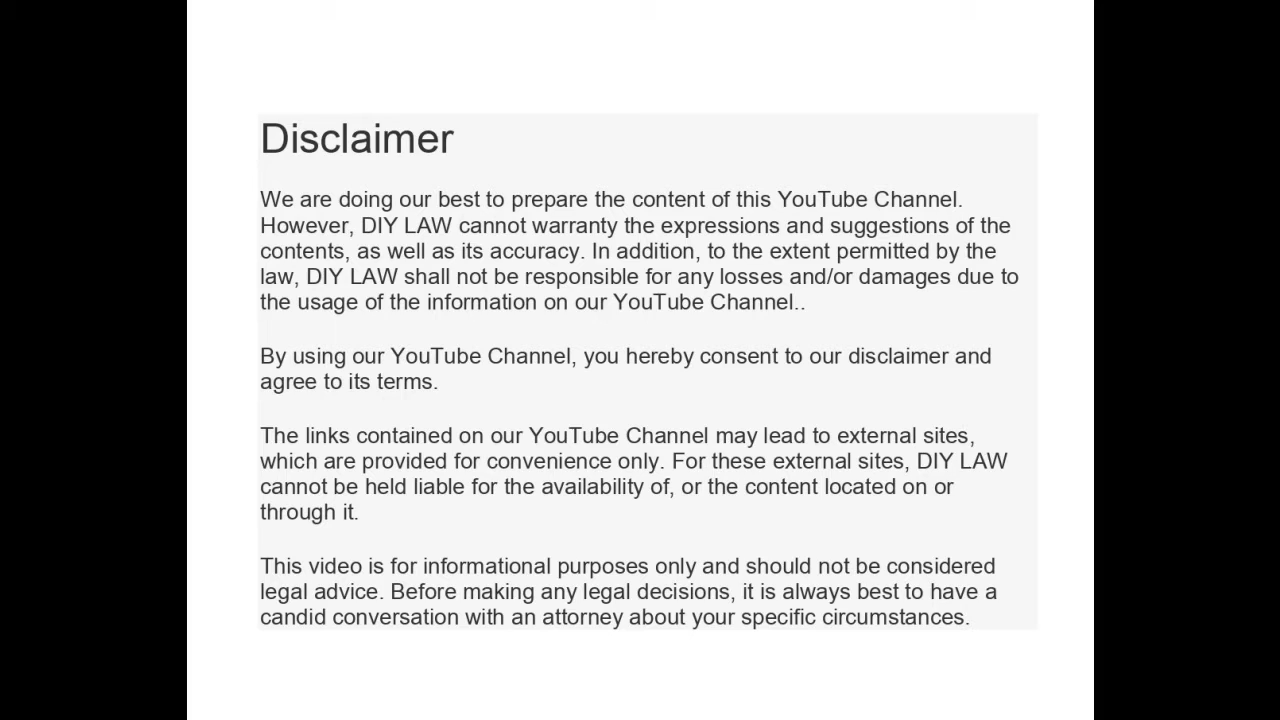 Disclaimer
We are doing our best to prepare the content of this YouTube Channel.
However, DIY LAW cannot warranty the expressions and suggestions of the
contents, as well as its accuracy. In addition, to the extent permitted by the
law, DIY LAW shall not be responsible for any losses and/or damages due to
the usage of the information on our YouTube Channel..
By using our YouTube Channel, you hereby consent to our disclaimer and
agree to its terms.
The links contained on our YouTube Channel may lead to external sites,
which are provided for convenience only. For these external sites, DIY LAW
cannot be held liable for the availability of, or the content located on or
through it.
This video is for informational purposes only and should not be considered
legal advice. Before making any legal decisions, it is always best to have a
candid conversation with an attorney about your specific circumstances.